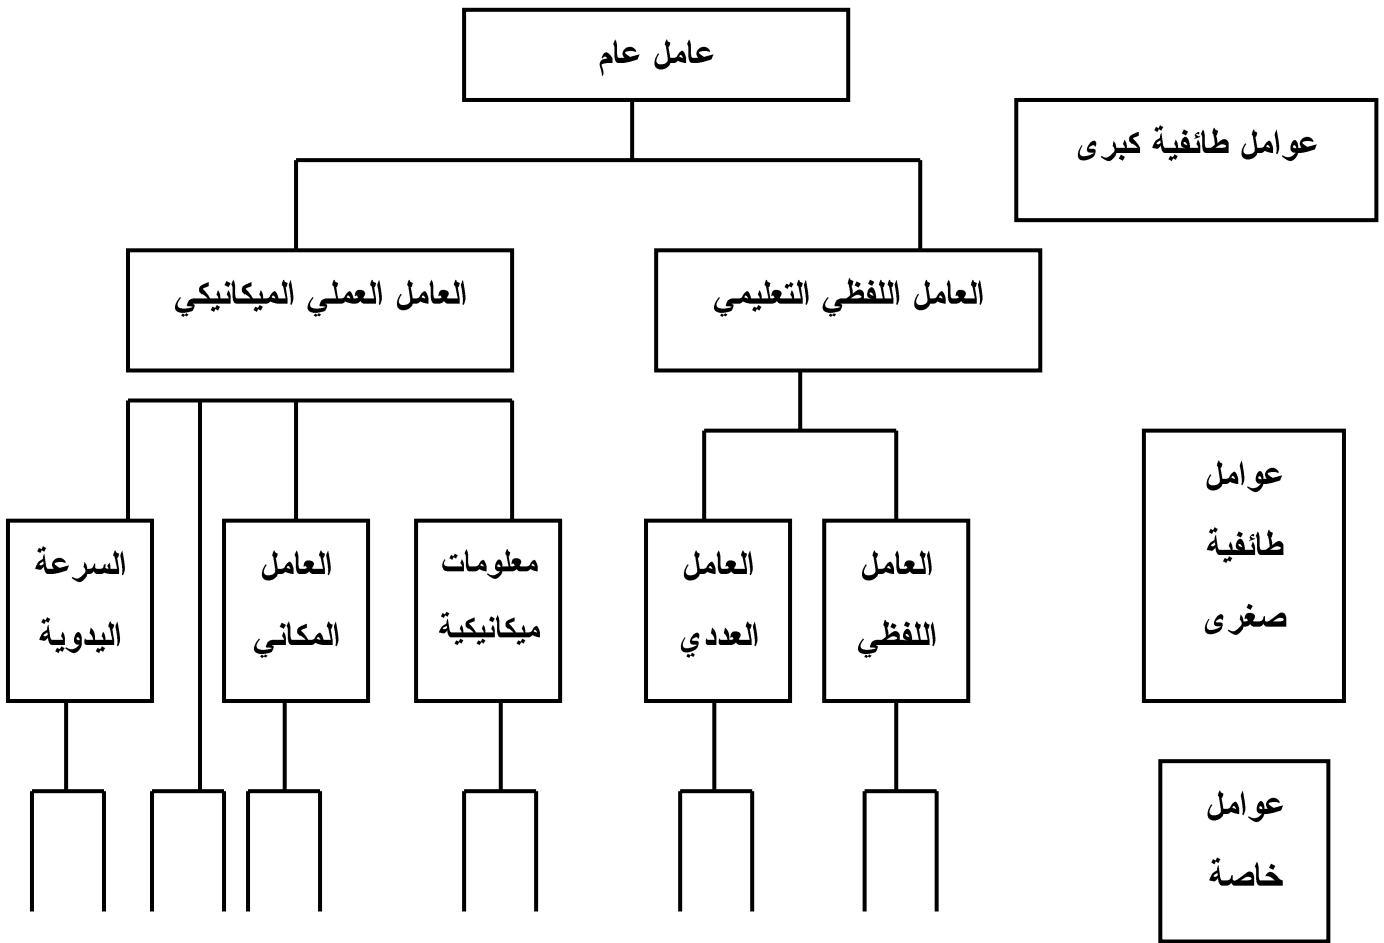 عامل عام
عوامل طائفية كبرى
العامل اللفظي التعليمي
العامل العملي الميكانيكي
عوامل
طائفية
صغرى
العامل
اللفظي
العامل
العددي
معلومات
ميكانيكية
العامل
المكاني
السرعة
اليدوية
عوامل
خاصة